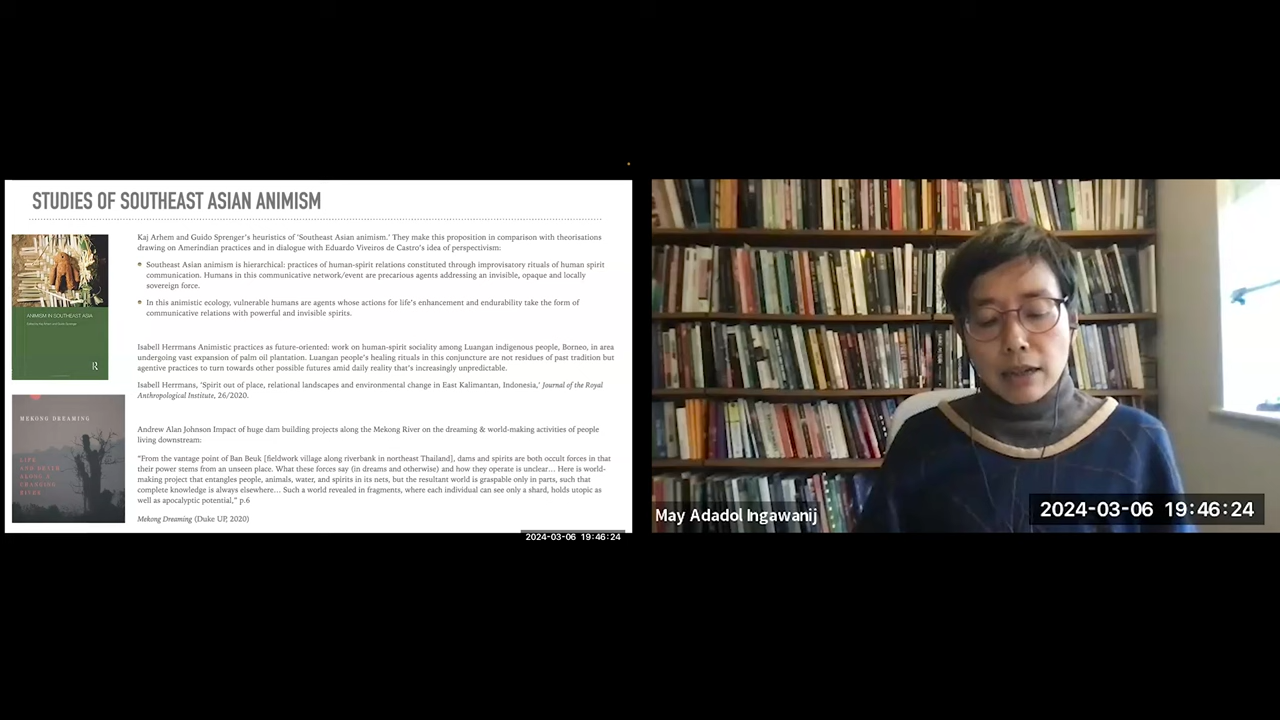 STUDIES OF SOUTHEAST ASIAN ANIMISM
Kaj Arhem and Guido Sprenger's heuristics of 'Southeast Asian animism.' They make this proposition in comparison with theorisations
drawing on Amerindian practices and in dialogue with Eduardo Viveiros de Castro's idea of perspectivism:
Southeast Asian animism is hierarchical: practices of human-spirit relations constituted through improvisatory rituals of human spirit
communication. Humans in this communicative network/event are precarious agents addressing an invisible, opaque and locally
sovereign force.
In this animistic ecology, vulnerable humans are agents whose actions for life's enhancement and endurability take the form of
communicative relations with powerful and invisible spirits.
ANIMISM IN SOUTHEAST ASIA
R
Isabell Herrmans Animistic practices as future-oriented: work on human-spirit sociality among Luangan indigenous people, Borneo, in area
undergoing vast expansion of palm oil plantation. Luangan people's healing rituals in this conjuncture are not residues of past tradition but
agentive practices to turn towards other possible futures amid daily reality that's increasingly unpredictable.
Isabell Herrmans, 'Spirit out of place, relational landscapes and environmental change in East Kalimantan, Indonesia,' Journal of the Royal
Anthropological Institute, 26/2020.
MEKONG DREAMING
LIFE
AND DEATH
ALONG A
CHANGING
RIVER
Andrew Alan Johnson Impact of huge dam building projects along the Mekong River on the dreaming & world-making activities of people
living downstream:
"From the vantage point of Ban Beuk [fieldwork village along riverbank in northeast Thailand], dams and spirits are both occult forces in that
their power stems from an unseen place. What these forces say (in dreams and otherwise) and how they operate is unclear... Here is world-
making project that entangles people, animals, water, and spirits in its nets, but the resultant world is graspable only in parts, such that
complete knowledge is always elsewhere... Such a world revealed in fragments, where each individual can see only a shard, holds utopic as
well as apocalyptic potential," p.6
Mekong Dreaming (Duke UP, 2020)
2024-03-06 19:46:24
May Adadol Ingawanij
2024-03-06 19:46:24